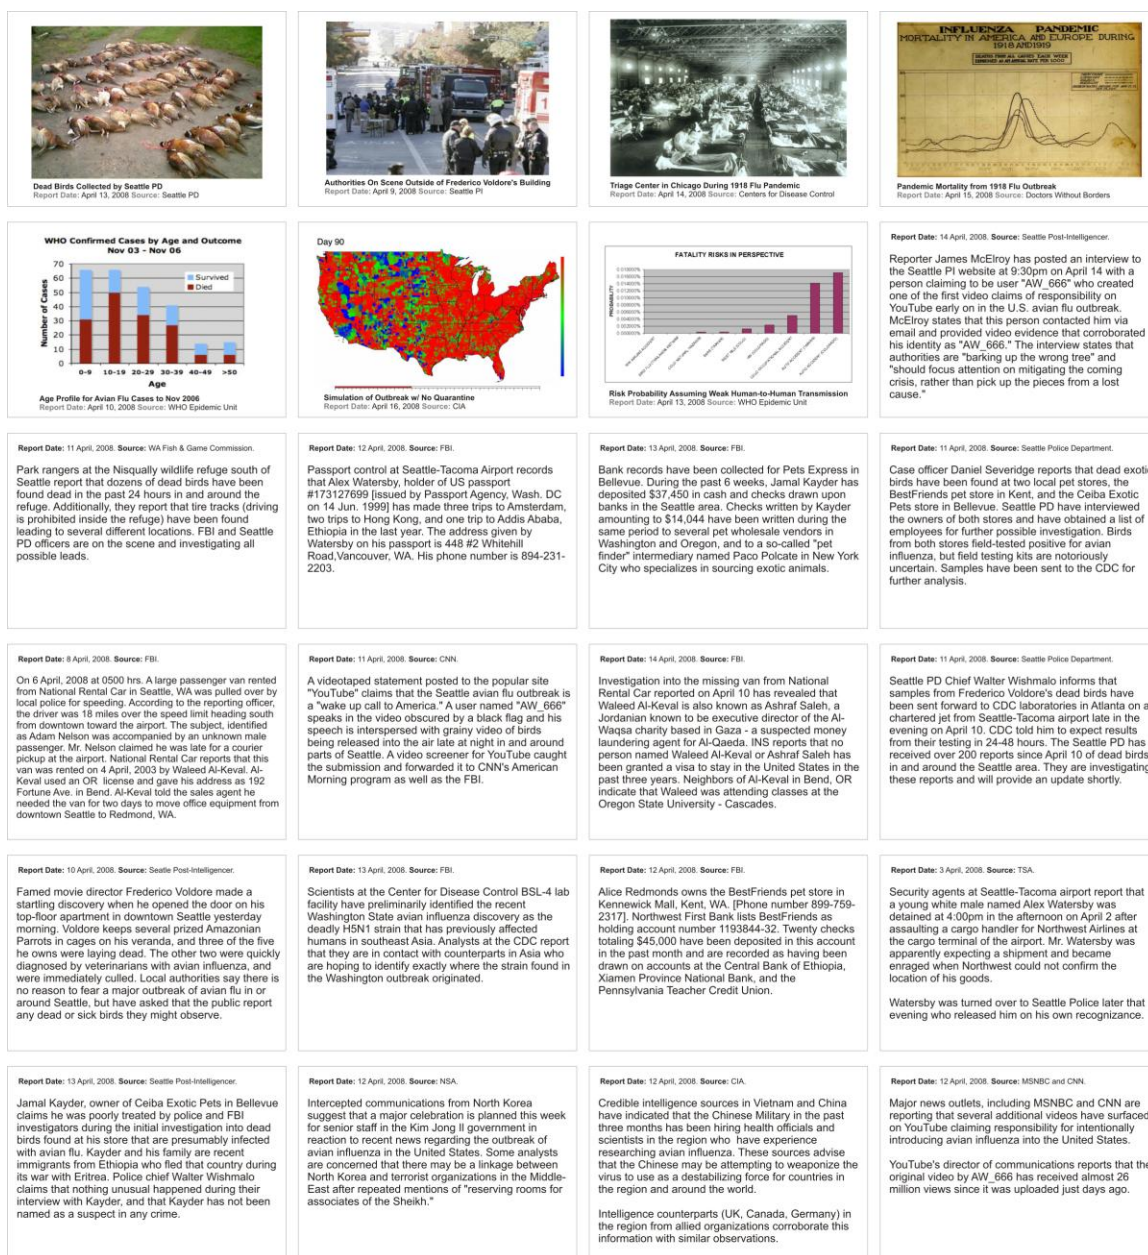 Dead Birds Collected by Seattle PD
Report Date: April 13, 2008 Source: Seattle PD
Authorities On Scene Outside of Frederico Voldore's Building
Report Date: April 9, 2008 Source: Seattle PI
Triage Center in Chicago During 1918 Flu Pandemic
Report Date: April 14, 2008 Source: Centers for Disease Control
INFLUENZA PANDEMIC
MORTALITY IN AMERICA AND EUROPE DURING
1918 AND 1919
Pandemic Mortality from 1918 Flu Outbreak
Report Date: April 15, 2008 Source: Doctors Without Borders
WHO Confirmed Cases by Age and Outcome
Nov 03 - Nov 06
Number of Cases
70
60
50
40
30
20
10
0
Survived
Died
0-9 10-19 20-29 30-39 40-49 >50
Age
Age Profile for Avian Flu Cases to Nov 2006
Report Date: April 10, 2008 Source: WHO Epidemic Unit
Day 90
Simulation of Outbreak w/ No Quarantine
Report Date: April 16, 2008 Source: CIA
FATALITY RISKS IN PERSPECTIVE
PROBABILITY
Risk Probability Assuming Weak Human-to-Human Transmission
Report Date: April 13, 2008 Source: WHO Epidemic Unit
Report Date: 14 April, 2008. Source: Seattle Post-Intelligencer.
Reporter James McElroy has posted an interview to
the Seattle PI website at 9:30pm on April 14 with a
person claiming to be user "AW_666" who created
one of the first video claims of responsibility on
YouTube early on in the U.S. avian flu outbreak.
McElroy states that this person contacted him via
email and provided video evidence that corroborated
his identity as "AW_666." The interview states that
authorities are "barking up the wrong tree" and
"should focus attention on mitigating the coming
crisis, rather than pick up the pieces from a lost
cause."
Report Date: 11 April, 2008. Source: WA Fish & Game Commission.
Park rangers at the Nisqually wildlife refuge south of
Seattle report that dozens of dead birds have been
found dead in the past 24 hours in and around the
refuge. Additionally, they report that tire tracks (driving
is prohibited inside the refuge) have been found
leading to several different locations. FBI and Seattle
PD officers are on the scene and investigating all
possible leads.
Report Date: 12 April, 2008. Source: FBI.
Passport control at Seattle-Tacoma Airport records
that Alex Watersby, holder of US passport
#173127699 [issued by Passport Agency, Wash. DC
on 14 Jun. 1999] has made three trips to Amsterdam,
two trips to Hong Kong, and one trip to Addis Ababa,
Ethiopia in the last year. The address given by
Watersby on his passport is 448 #2 Whitehill
Road,Vancouver, WA. His phone number is 894-231-
2203.
Report Date: 13 April, 2008. Source: FBI.
Bank records have been collected for Pets Express in
Bellevue. During the past 6 weeks, Jamal Kayder has
deposited $37,450 in cash and checks drawn upon
banks in the Seattle area. Checks written by Kayder
amounting to $14,044 have been written during the
same period to several pet wholesale vendors in
Washington and Oregon, and to a so-called "pet
finder" intermediary named Paco Polcate in New York
City who specializes in sourcing exotic animals.
Report Date: 11 April, 2008. Source: Seattle Police Department.
Case officer Daniel Severidge reports that dead exotic
birds have been found at two local pet stores, the
BestFriends pet store in Kent, and the Ceiba Exotic
Pets store in Bellevue. Seattle PD have interviewed
the owners of both stores and have obtained a list of
employees for further possible investigation. Birds
from both stores field-tested positive for avian
influenza, but field testing kits are notoriously
uncertain. Samples have been sent to the CDC for
further analysis.
Report Date: 8 April, 2008. Source: FBI.
On 6 April, 2008 at 0500 hrs. A large passenger van rented
from National Rental Car in Seattle, WA was pulled over by
local police for speeding. According to the reporting officer,
the driver was 18 miles over the speed limit heading south
from downtown toward the airport. The subject, identified
as Adam Nelson was accompanied by an unknown male
passenger. Mr. Nelson claimed he was late for a courier
pickup at the airport. National Rental Car reports that this
van was rented on 4 April, 2003 by Waleed Al-Keval. Al-
Keval used an OR license and gave his address as 192
Fortune Ave. in Bend. Al-Keval told the sales agent he
needed the van for two days to move office equipment from
downtown Seattle to Redmond, WA.
Report Date: 11 April, 2008. Source: CNN.
A videotaped statement posted to the popular site
"YouTube" claims that the Seattle avian flu outbreak is
a "wake up call to America." A user named "AW_666"
speaks in the video obscured by a black flag and his
speech is interspersed with grainy video of birds
being released into the air late at night in and around
parts of Seattle. A video screener for YouTube caught
the submission and forwarded it to CNN's American
Morning program as well as the FBI.
Report Date: 14 April, 2008. Source: FBI.
Investigation into the missing van from National
Rental Car reported on April 10 has revealed that
Waleed Al-Keval is also known as Ashraf Saleh, a
Jordanian known to be executive director of the Al-
Waqsa charity based in Gaza - a suspected money
laundering agent for Al-Qaeda. INS reports that no
person named Waleed Al-Keval or Ashraf Saleh has
been granted a visa to stay in the United States in the
past three years. Neighbors of Al-Keval in Bend, OR
indicate that Waleed was attending classes at the
Oregon State University - Cascades.
Report Date: 11 April, 2008. Source: Seattle Police Department.
Seattle PD Chief Walter Wishmalo informs that
samples from Frederico Voldore's dead birds have
been sent forward to CDC laboratories in Atlanta on a
chartered jet from Seattle-Tacoma airport late in the
evening on April 10. CDC told him to expect results
from their testing in 24-48 hours. The Seattle PD has
received over 200 reports since April 10 of dead birds
in and around the Seattle area. They are investigating
these reports and will provide an update shortly.
Report Date: 10 April, 2008. Source: Seatle Post-Intelligencer.
Famed movie director Frederico Voldore made a
startling discovery when he opened the door on his
top-floor apartment in downtown Seattle yesterday
morning. Voldore keeps several prized Amazonian
Parrots in cages on his veranda, and three of the five
he owns were laying dead. The other two were quickly
diagnosed by veterinarians with avian influenza, and
were immediately culled. Local authorities say there is
no reason to fear a major outbreak of avian flu in or
around Seattle, but have asked that the public report
any dead or sick birds they might observe.
Report Date: 13 April, 2008. Source: FBI.
Scientists at the Center for Disease Control BSL-4 lab
facility have preliminarily identified the recent
Washington State avian influenza discovery as the
deadly H5N1 strain that has previously affected
humans in southeast Asia. Analysts at the CDC report
that they are in contact with counterparts in Asia who
are hoping to identify exactly where the strain found in
the Washington outbreak originated.
Report Date: 12 April, 2008. Source: FBI.
Alice Redmonds owns the BestFriends pet store in
Kennewick Mall, Kent, WA. [Phone number 899-759-
2317]. Northwest First Bank lists BestFriends as
holding account number 1193844-32. Twenty checks
totaling $45,000 have been deposited in this account
in the past month and are recorded as having been
drawn on accounts at the Central Bank of Ethiopia,
Xiamen Province National Bank, and the
Pennsylvania Teacher Credit Union.
Report Date: 3 April, 2008. Source: TSA.
Security agents at Seattle-Tacoma airport report that
a young white male named Alex Watersby was
detained at 4:00pm in the afternoon on April 2 after
assaulting a cargo handler for Northwest Airlines at
the cargo terminal of the airport. Mr. Watersby was
apparently expecting a shipment and became
enraged when Northwest could not confirm the
location of his goods.
Watersby was turned over to Seattle Police later that
evening who released him on his own recognizance.
Report Date: 13 April, 2008. Source: Seattle Post-Intelligencer.
Jamal Kayder, owner of Ceiba Exotic Pets in Bellevue
claims he was poorly treated by police and FBI
investigators during the initial investigation into dead
birds found at his store that are presumably infected
with avian flu. Kayder and his family are recent
immigrants from Ethiopia who fled that country during
its war with Eritrea. Police chief Walter Wishmalo
claims that nothing unusual happened during their
interview with Kayder, and that Kayder has not been
named as a suspect in any crime.
Report Date: 12 April, 2008. Source: NSA.
Intercepted communications from North Korea
suggest that a major celebration is planned this week
for senior staff in the Kim Jong Il government in
reaction to recent news regarding the outbreak of
avian influenza in the United States. Some analysts
are concerned that there may be a linkage between
North Korea and terrorist organizations in the Middle-
East after repeated mentions of "reserving rooms for
associates of the Sheikh."
Report Date: 12 April, 2008. Source: CIA.
Credible intelligence sources in Vietnam and China
have indicated that the Chinese Military in the past
three months has been hiring health officials and
scientists in the region who have experience
researching avian influenza. These sources advise
that the Chinese may be attempting to weaponize the
virus to use as a destabilizing force for countries in
the region and around the world.
Intelligence counterparts (UK, Canada, Germany) in
the region from allied organizations corroborate this
information with similar observations.
Report Date: 12 April, 2008. Source: MSNBC and CNN.
Major news outlets, including MSNBC and CNN are
reporting that several additional videos have surfaced
on YouTube claiming responsibility for intentionally
introducing avian influenza into the United States.
YouTube's director of communications reports that the
original video by AW_666 has received almost 26
million views since it was uploaded just days ago.